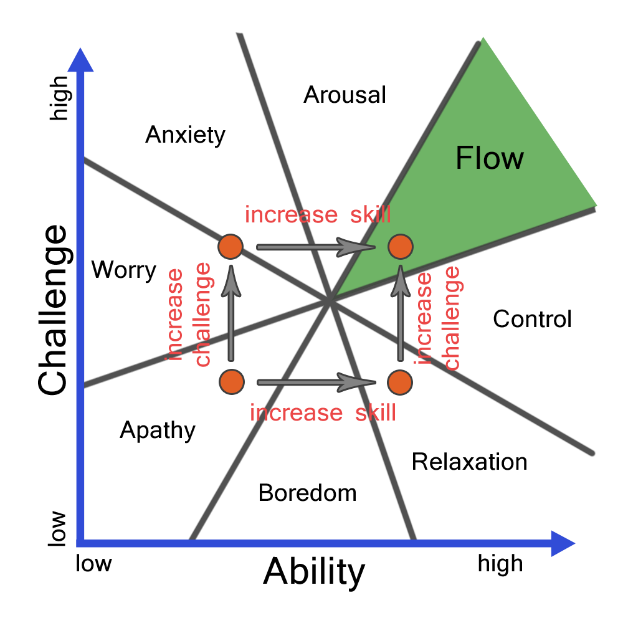 Arousal
high
Anxiety
Flow
increase skill
Challenge
Worry
increase
challenge
increase
challenge
Control
Apathy
increase skill
Relaxation
Boredom
low
low
Ability
high